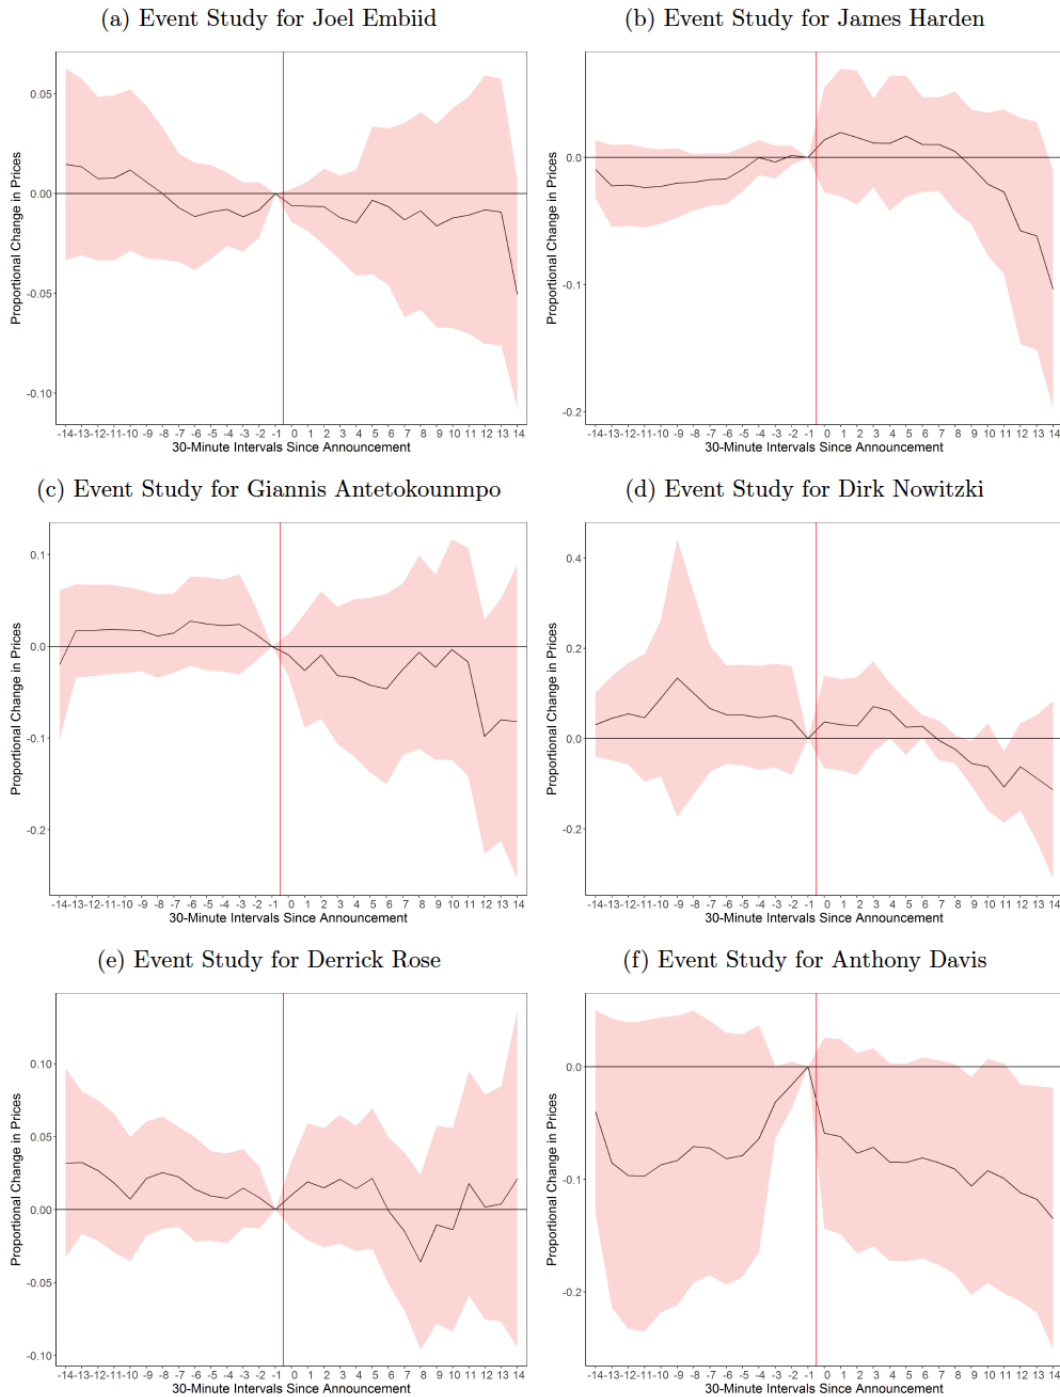 (a) Event Study for Joel Embiid
(b) Event Study for James Harden
Proportional Change in Prices
0.05
0.00
-0.05
-0.10
-14-13-12-11-10 -9 -8 -7 -6 -5 -4 -3 -2 -1 0 1 2 3 4 5 6 7 8 9 10 11 12 13 14
30-Minute Intervals Since Announcement
Proportional Change in Prices
0.0
-0.1
-0.2
-14-13-12-11-10 -9 -8 -7 -6 -5 -4 -3 -2 -1 0 1 2 3 4 5 6 7 8 9 10 11 12 13 14
30-Minute Intervals Since Announcement
(c) Event Study for Giannis Antetokounmpo
(d) Event Study for Dirk Nowitzki
Proportional Change in Prices
0.1
0.0
-0.1
-0.2
-14-13-12-11-10 -9 -8 -7 -6 -5 -4 -3 -2 -1 0 1 2 3 4 5 6 7 8 9 10 11 12 13 14
30-Minute Intervals Since Announcement
Proportional Change in Prices
0.4
0.2
0.0
-0.2
-14-13-12-11-10 -9 -8 -7 -6 -5 -4 -3 -2 -1 0 1 2 3 4 5 6 7 8 9 10 11 12 13 14
30-Minute Intervals Since Announcement
(e) Event Study for Derrick Rose
(f) Event Study for Anthony Davis
Proportional Change in Prices
0.10
0.05
0.00
-0.05
-0.10
-14-13-12-11-10 -9 -8 -7 -6 -5 -4 -3 -2 -1 0 1 2 3 4 5 6 7 8 9 10 11 12 13 14
30-Minute Intervals Since Announcement
Proportional Change in Prices
0.0
-0.1
-0.2
-14-13-12-11-10 -9 -8 -7 -6 -5 -4 -3 -2 -1 0 1 2 3 4 5 6 7 8 9 10 11 12 13 14
30-Minute Intervals Since Announcement